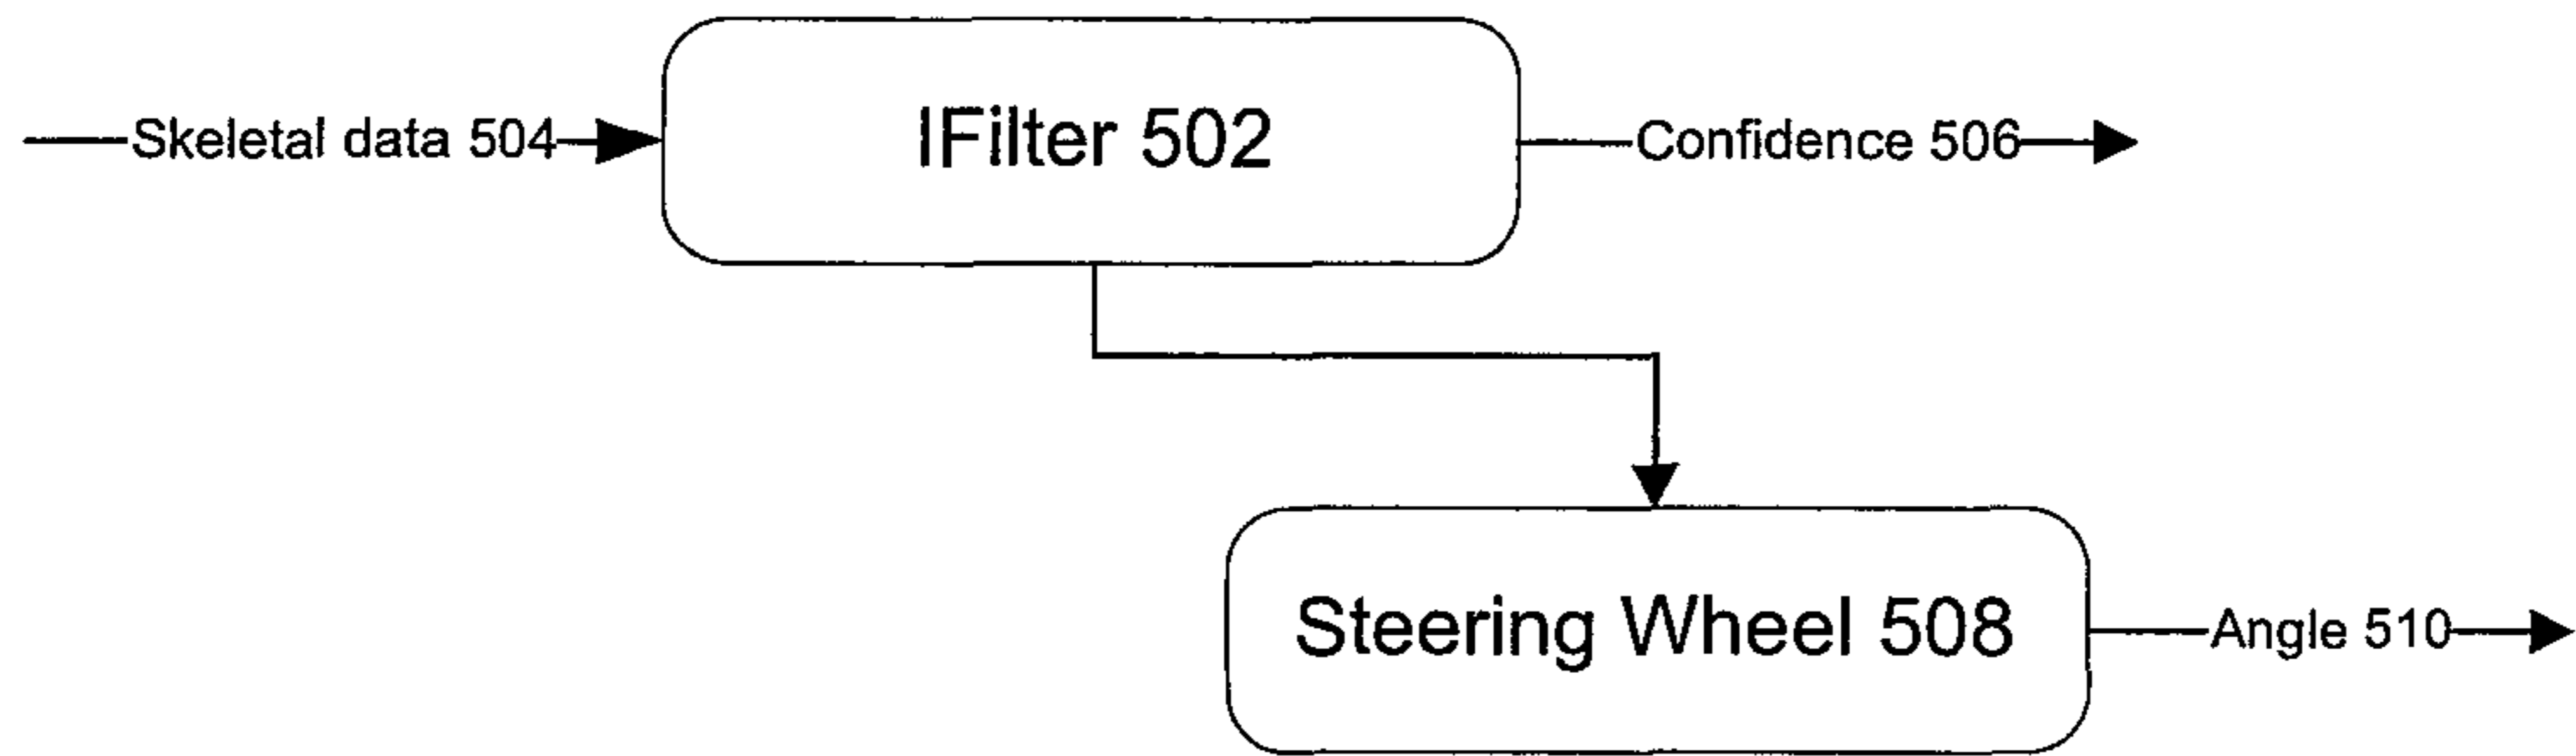 Skeletal data 504
IFilter 502
Confidence 506
Steering Wheel 508
Angle 510